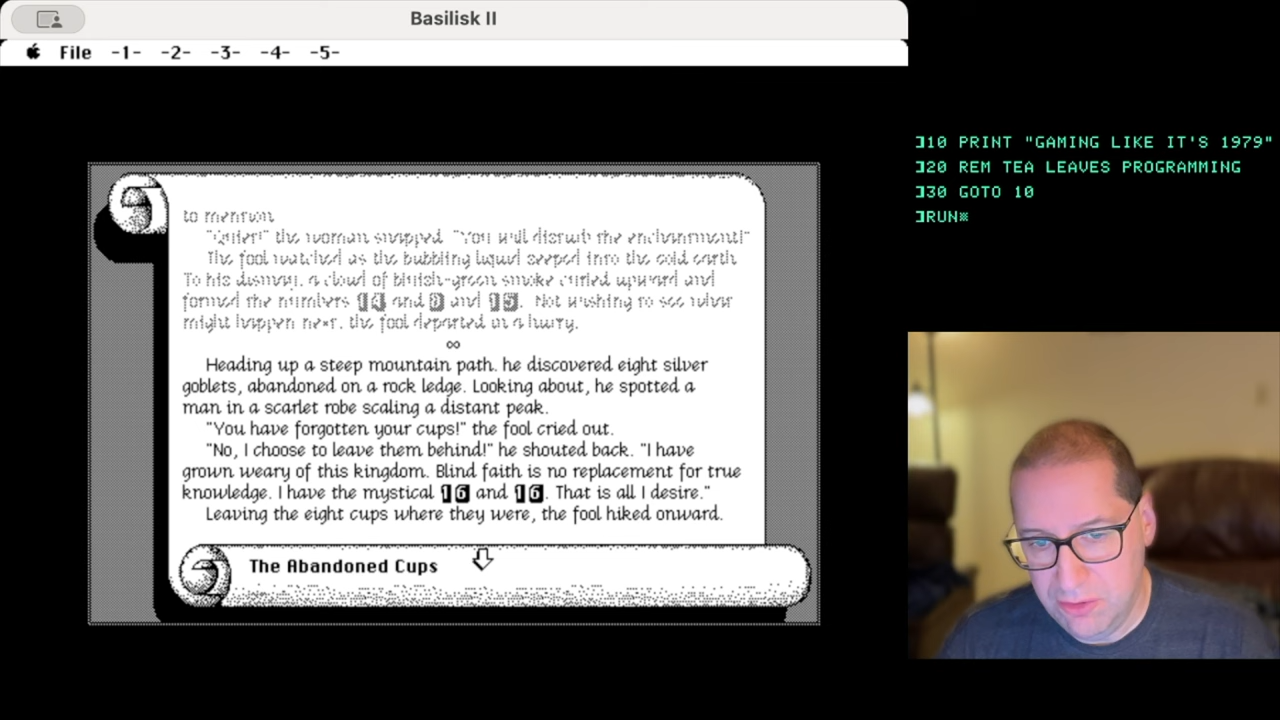 Basilisk II
File -1- -2- -3- -4- -5-
to mention.
"Quiet!" the woman snapped. "You will disturb the enchantment!"
The fool watched as the bubbling liquid seeped into the cold earth.
To his dismay, a cloud of bluish-green smoke curled upward and
formed the numbers 14 and 0 and 15. Not wishing to see what
might happen next, the fool departed in a hurry.
∞
Heading up a steep mountain path, he discovered eight silver
goblets, abandoned on a rock ledge. Looking about, he spotted a
man in a scarlet robe scaling a distant peak.
"You have forgotten your cups!" the fool cried out.
"No, I choose to leave them behind!" he shouted back. "I have
grown weary of this kingdom. Blind faith is no replacement for true
knowledge. I have the mystical 16 and 16. That is all I desire."
Leaving the eight cups where they were, the fool hiked onward.
The Abandoned Cups
]10 PRINT "GAMING LIKE IT'S 1979"
]20 REM TEA LEAVES PROGRAMMING
]30 GOTO 10
]RUN